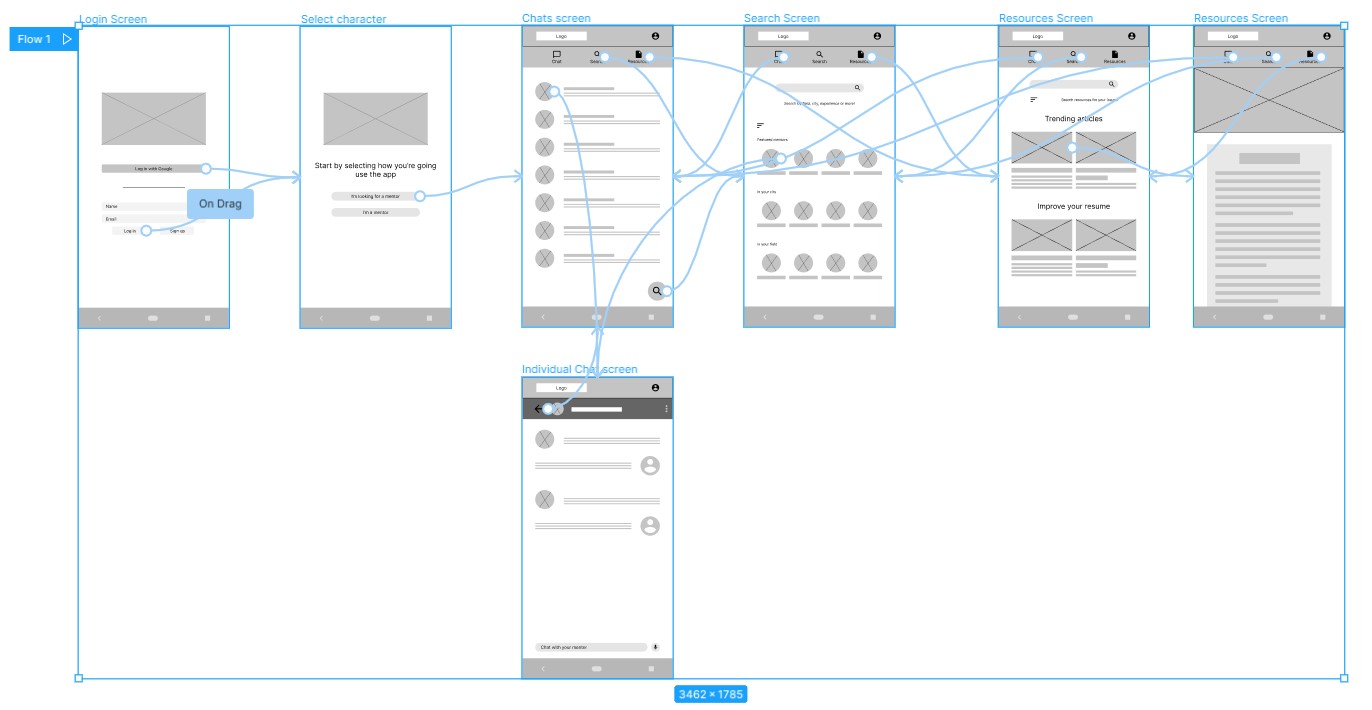 Login Screen
Select character
Chats screen
Search Screen
Resources Screen
Resources Screen
Flow 1
Logo
Logo
Logo
Logo
Chat
Search
Search
Resources
Log in with Google
On Drag
Name
Email
Log in
Sign up
Start by selecting how you're going
use the app
I'm looking for a mentor
I'm a mentor
Search by field, city, experience or more!
Featured mentors
In your city
In your field
Search resources for your
Trending articles
Improve your resume
Individual Chat screen
Logo
Chat with your mentor
3462 × 1785